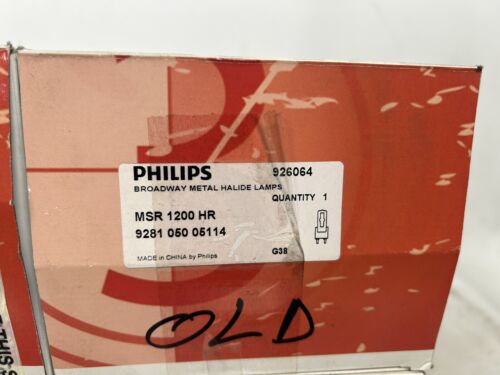 PHILIPS 926064
BROADWAY METAL HALIDE LAMPS
QUANTITY 1
MSR 1200 HR
9281 050 05114
MADE in CHINA by Philips G38
OLD
THIS